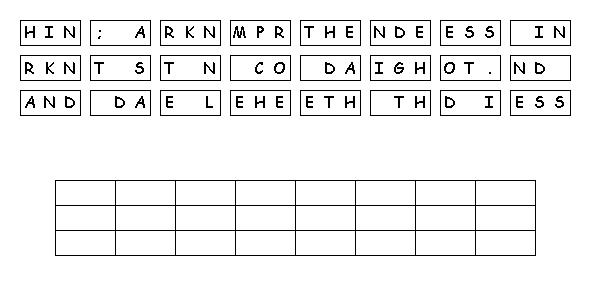 HIN ; A RKN MPR THE NDE ESS  IN
RKN T S T N  CO  DA IGH OT. ND
AND  DA E L EHE ETH  TH D I ESS